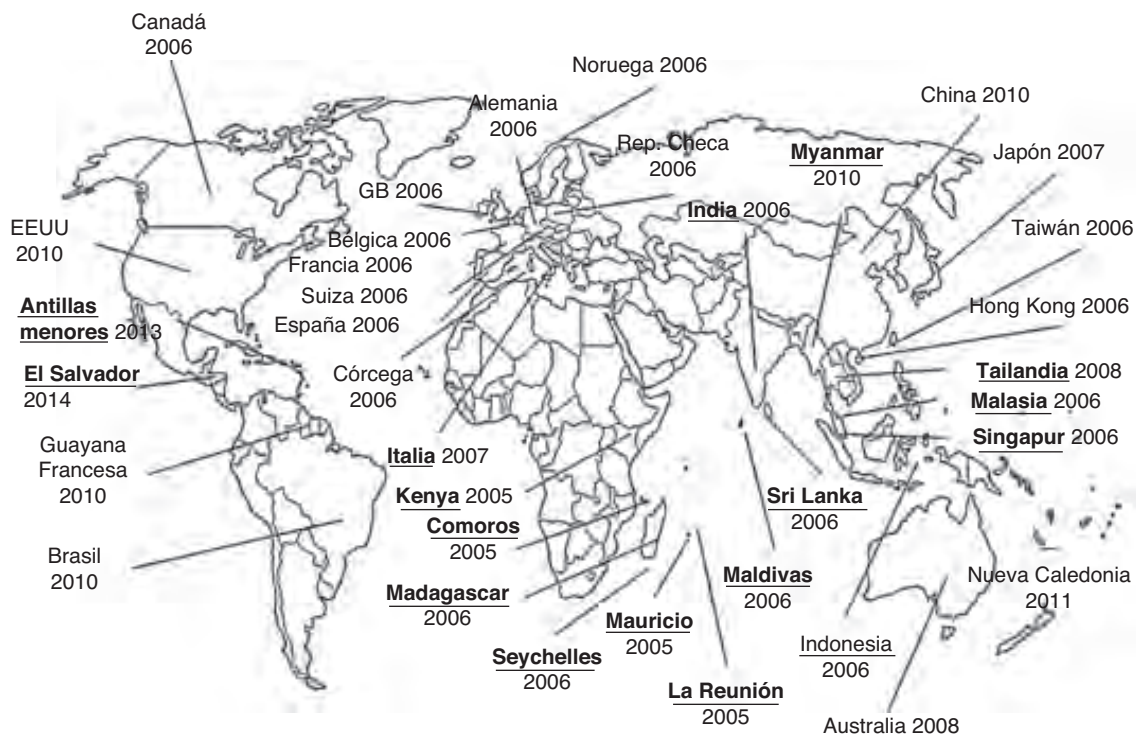 Canadá
2006
Noruega 2006
Alemania
2006
China 2010
Rep. Checa
2006
Myanmar
2010
Japón 2007
GB 2006
India 2006
EEUU
2010
Bélgica 2006
Taiwán 2006
Francia 2006
Suiza 2006
Antillas
menores 2013
España 2006
Hong Kong 2006
El Salvador
2014
Córcega
2006
Tailandia 2008
Malasia 2006
Singapur 2006
Guayana
Francesa
2010
Italia 2007
Kenya 2005
Sri Lanka
2006
Comoros
2005
Brasil
2010
Madagascar
2006
Maldivas
2006
Nueva Caledonia
2011
Mauricio
2005
Indonesia
2006
Seychelles
2006
La Reunión
2005
Australia 2008